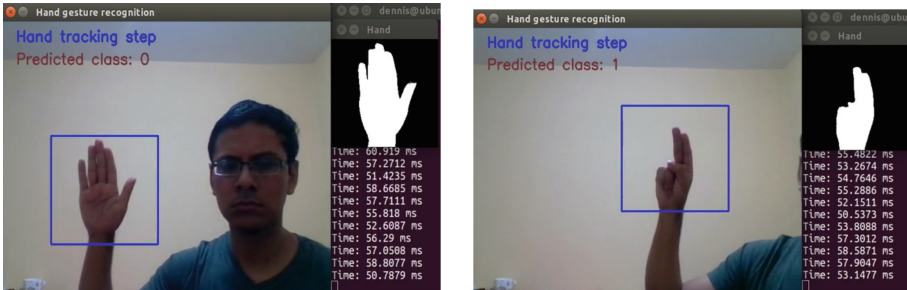 Hand gesture recognition
dennis@ubun
Hand
Hand tracking step
Predicted class: 0
Time: 60.919 ms
Time: 57.2712 ms
Time: 51.4235 ms
Time: 58.6685 ms
Time: 57.7111 ms
Time: 55.818 ms
Time: 52.6087 ms
Time: 56.29 ms
Time: 57.0508 ms
Time: 58.8077 ms
Time: 50.7879 ms
Hand gesture recognition
dennis@ubu
Hand
Hand tracking step
Predicted class: 1
Time: 55.4822 ms
Time: 53.2674 ms
Time: 54.7646 ms
Time: 55.2886 ms
Time: 52.1511 ms
Time: 50.5373 ms
Time: 53.8088 ms
Time: 57.3012 ms
Time: 58.5871 ms
Time: 57.9047 ms
Time: 53.1477 ms